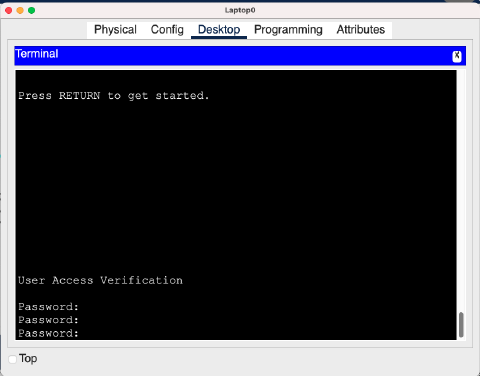 Laptop0
Physical Config Desktop Programming Attributes
Terminal
X
Press RETURN to get started.
User Access Verification
Password:
Password:
Password:
Top